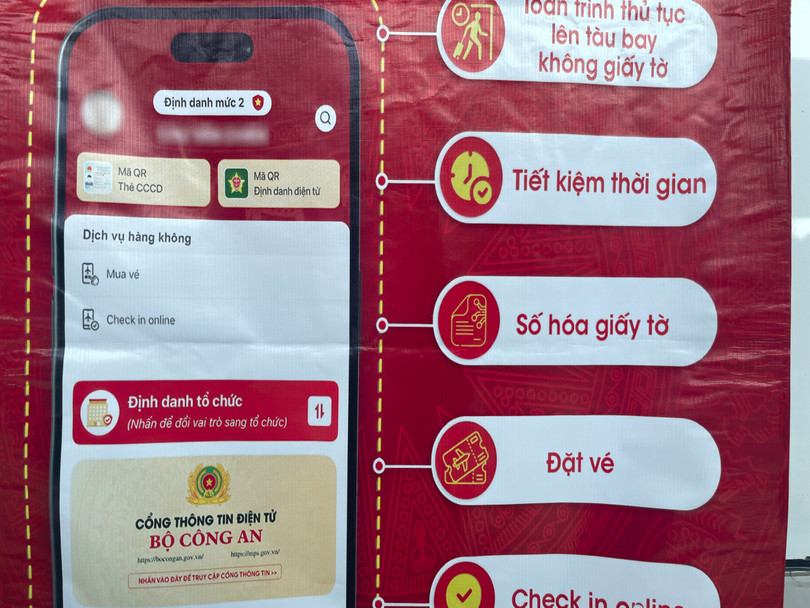 Toàn trình thủ tục
lên tàu bay
không giấy tờ
Định danh mức 2
Mã QR
Thẻ CCCD
Mã QR
Định danh điện tử
Tiết kiệm thời gian
Dịch vụ hàng không
Mua vé
Check in online
Số hóa giấy tờ
Định danh tổ chức
(Nhấn để đổi vai trò sang tổ chức)
Đặt vé
CỔNG THÔNG TIN ĐIỆN TỬ
BỘ CÔNG AN
https://bocongan.gov.vn/ https://mps.gov.vn/
NHẤN VÀO ĐÂY ĐỂ TRUY CẬP CỔNG THÔNG TIN >>
Check in online